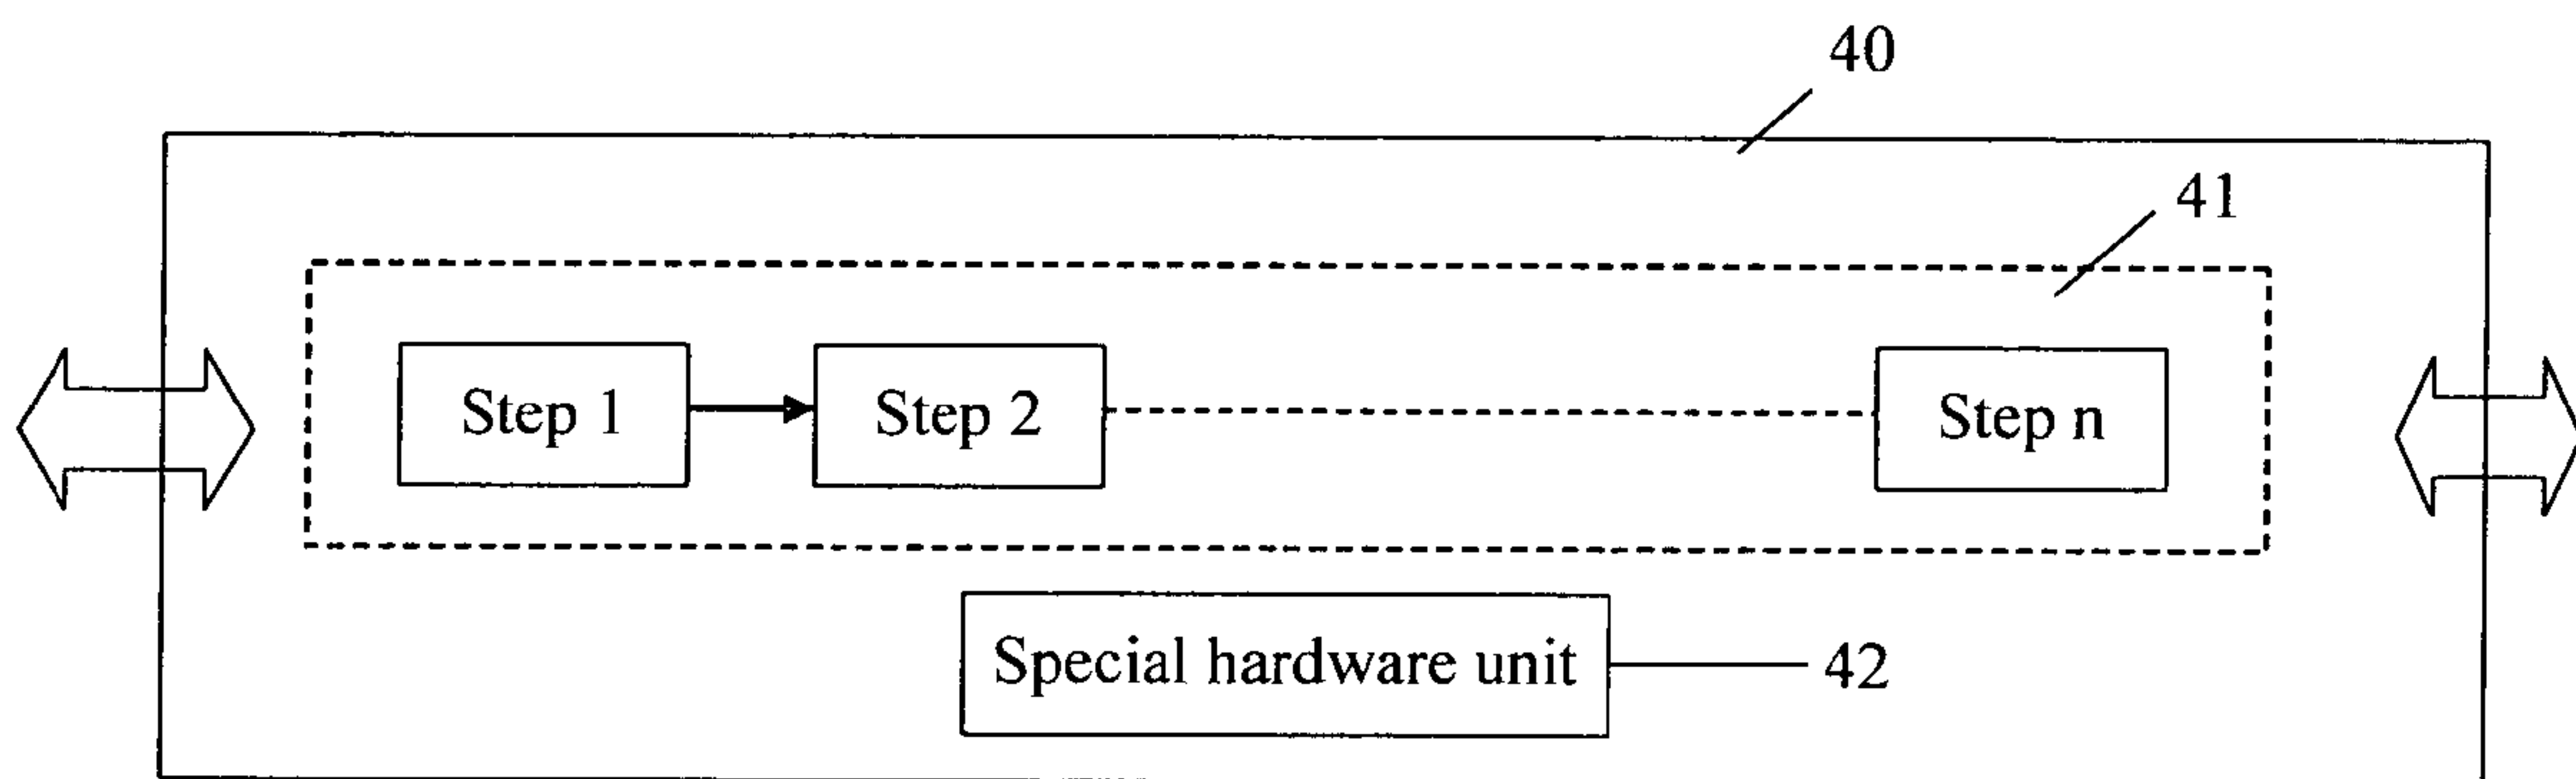 40
41
Step 1
Step 2
Step n
Special hardware unit
42